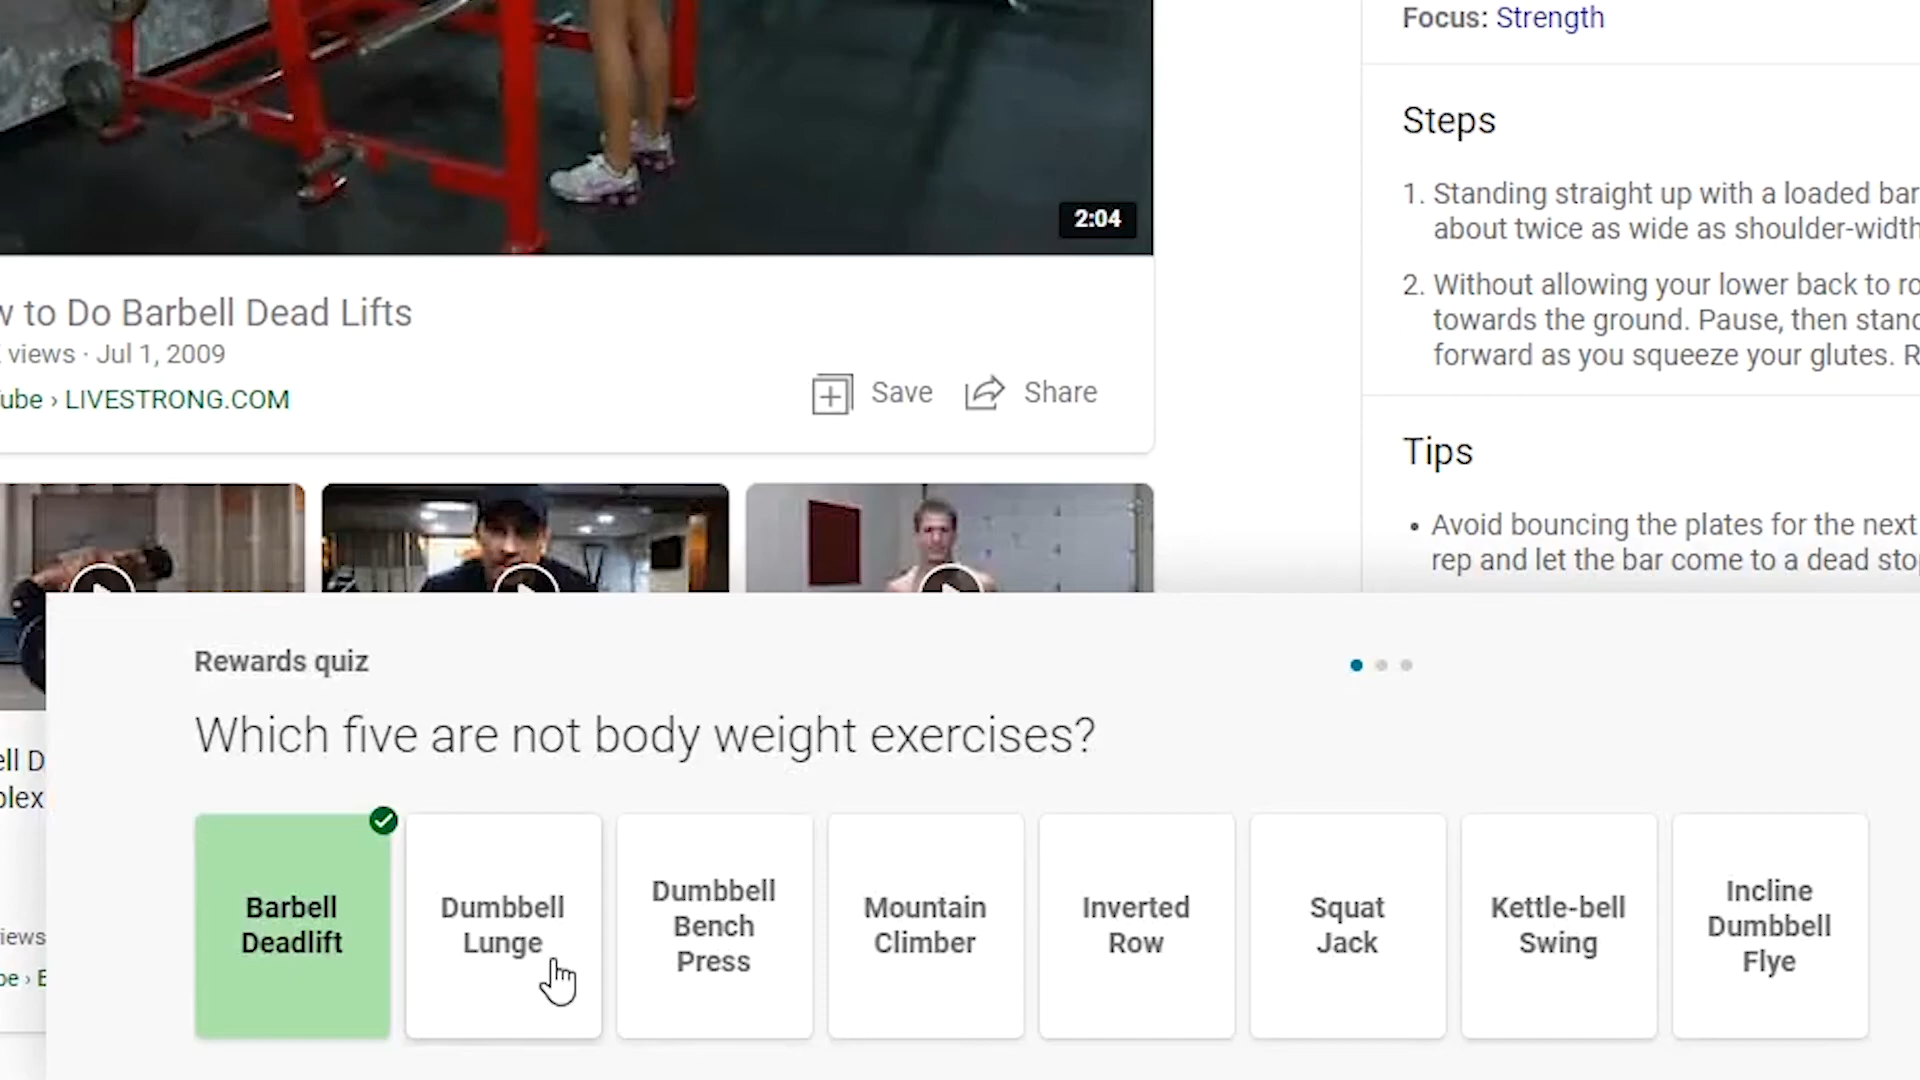 Focus: Strength
Steps
1. Standing straight up with a loaded bar
about twice as wide as shoulder-width
2. Without allowing your lower back to ro
towards the ground. Pause, then stand
forward as you squeeze your glutes. R
Tips
• Avoid bouncing the plates for the next
rep and let the bar come to a dead stop
2:04
w to Do Barbell Dead Lifts
views · Jul 1, 2009
ube › LIVESTRONG.COM
Save
Share
ell D
plex
iews
be › E
Rewards quiz
Which five are not body weight exercises?
Barbell
Deadlift
Dumbbell
Lunge
Dumbbell
Bench
Press
Mountain
Climber
Inverted
Row
Squat
Jack
Kettle-bell
Swing
Incline
Dumbbell
Flye